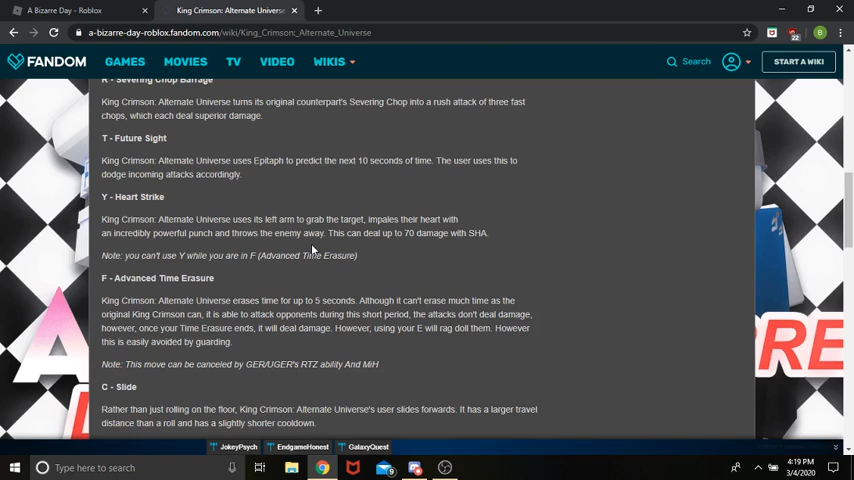 A Bizarre Day - Roblox
King Crimson: Alternate Universe
a-bizarre-day-roblox.fandom.com/wiki/King_Crimson:_Alternate_Universe
22
B
FANDOM GAMES MOVIES TV VIDEO WIKIS Search START A WIKI
R - Severing Chop Barrage
King Crimson: Alternate Universe turns its original counterpart's Severing Chop into a rush attack of three fast
chops, which each deal superior damage.
T - Future Sight
King Crimson: Alternate Universe uses Epitaph to predict the next 10 seconds of time. The user uses this to
dodge incoming attacks accordingly.
Y - Heart Strike
King Crimson: Alternate Universe uses its left arm to grab the target, impales their heart with
an incredibly powerful punch and throws the enemy away. This can deal up to 70 damage with SHA.
Note: you can't use Y while you are in F (Advanced Time Erasure)
F - Advanced Time Erasure
King Crimson: Alternate Universe erases time for up to 5 seconds. Although it can't erase much time as the
original King Crimson can, it is able to attack opponents during this short period, the attacks don't deal damage,
however, once your Time Erasure ends, it will deal damage. However, using your E will rag doll them. However
this is easily avoided by guarding.
Note: This move can be canceled by GER/UGER's RTZ ability And MiH
C - Slide
Rather than just rolling on the floor, King Crimson: Alternate Universe's user slides forwards. It has a larger travel
distance than a roll and has a slightly shorter cooldown.
JokeyPsych EndgameHonest GalaxyQuest
Type here to search
9
4:19 PM
3/4/2020